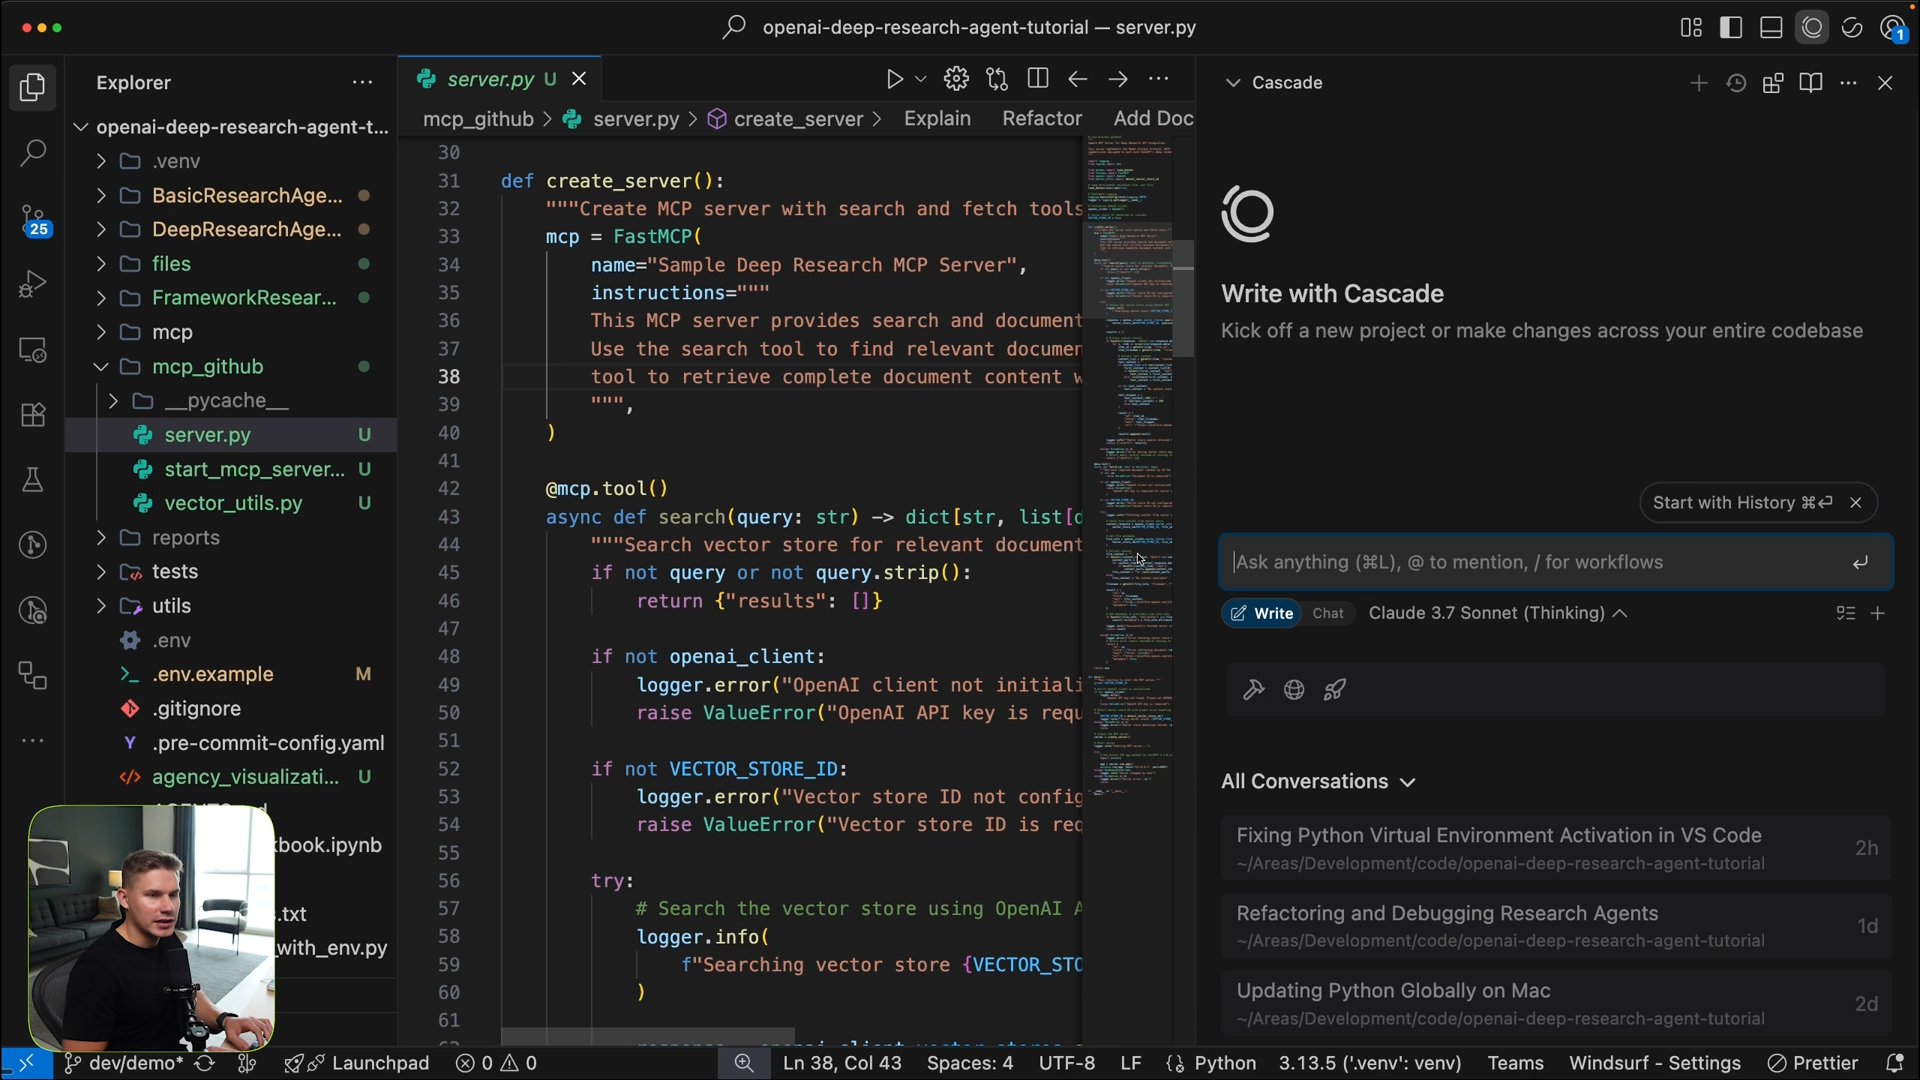 openai-deep-research-agent-tutorial — server.py
1
Explorer
openai-deep-research-agent-t...
.venv
BasicResearchAge...
DeepResearchAge...
files
FrameworkResear...
mcp
mcp_github
__pycache__
server.py U
start_mcp_server... U
vector_utils.py U
reports
tests
utils
.env
.env.example M
.gitignore
.pre-commit-config.yaml
agency_visualizati... U
kbook.ipynb
s.txt
_with_env.py
25
server.py U
mcp_github > server.py > create_server > Explain Refactor Add Doc
30
31 def create_server():
32 """Create MCP server with search and fetch tools
33 mcp = FastMCP(
34 name="Sample Deep Research MCP Server",
35 instructions="""
36 This MCP server provides search and document
37 Use the search tool to find relevant documen
38 tool to retrieve complete document content w
39 """,
40 )
41
42 @mcp.tool()
43 async def search(query: str) -> dict[str, list[d
44 """Search vector store for relevant document
45 if not query or not query.strip():
46 return {"results": []}
47
48 if not openai_client:
49 logger.error("OpenAI client not initiali
50 raise ValueError("OpenAI API key is requ
51
52 if not VECTOR_STORE_ID:
53 logger.error("Vector store ID not config
54 raise ValueError("Vector store ID is req
55
56 try:
57 # Search the vector store using OpenAI A
58 logger.info(
59 f"Searching vector store {VECTOR_STO
60 )
61
Cascade
Write with Cascade
Kick off a new project or make changes across your entire codebase
Start with History ⌘↵
Ask anything (⌘L), @ to mention, / for workflows
Write Chat Claude 3.7 Sonnet (Thinking)
All Conversations
Fixing Python Virtual Environment Activation in VS Code
~/Areas/Development/code/openai-deep-research-agent-tutorial
2h
Refactoring and Debugging Research Agents
~/Areas/Development/code/openai-deep-research-agent-tutorial
1d
Updating Python Globally on Mac
~/Areas/Development/code/openai-deep-research-agent-tutorial
2d
dev/demo* Launchpad 0 0 Ln 38, Col 43 Spaces: 4 UTF-8 LF Python 3.13.5 ('.venv': venv) Teams Windsurf - Settings Prettier